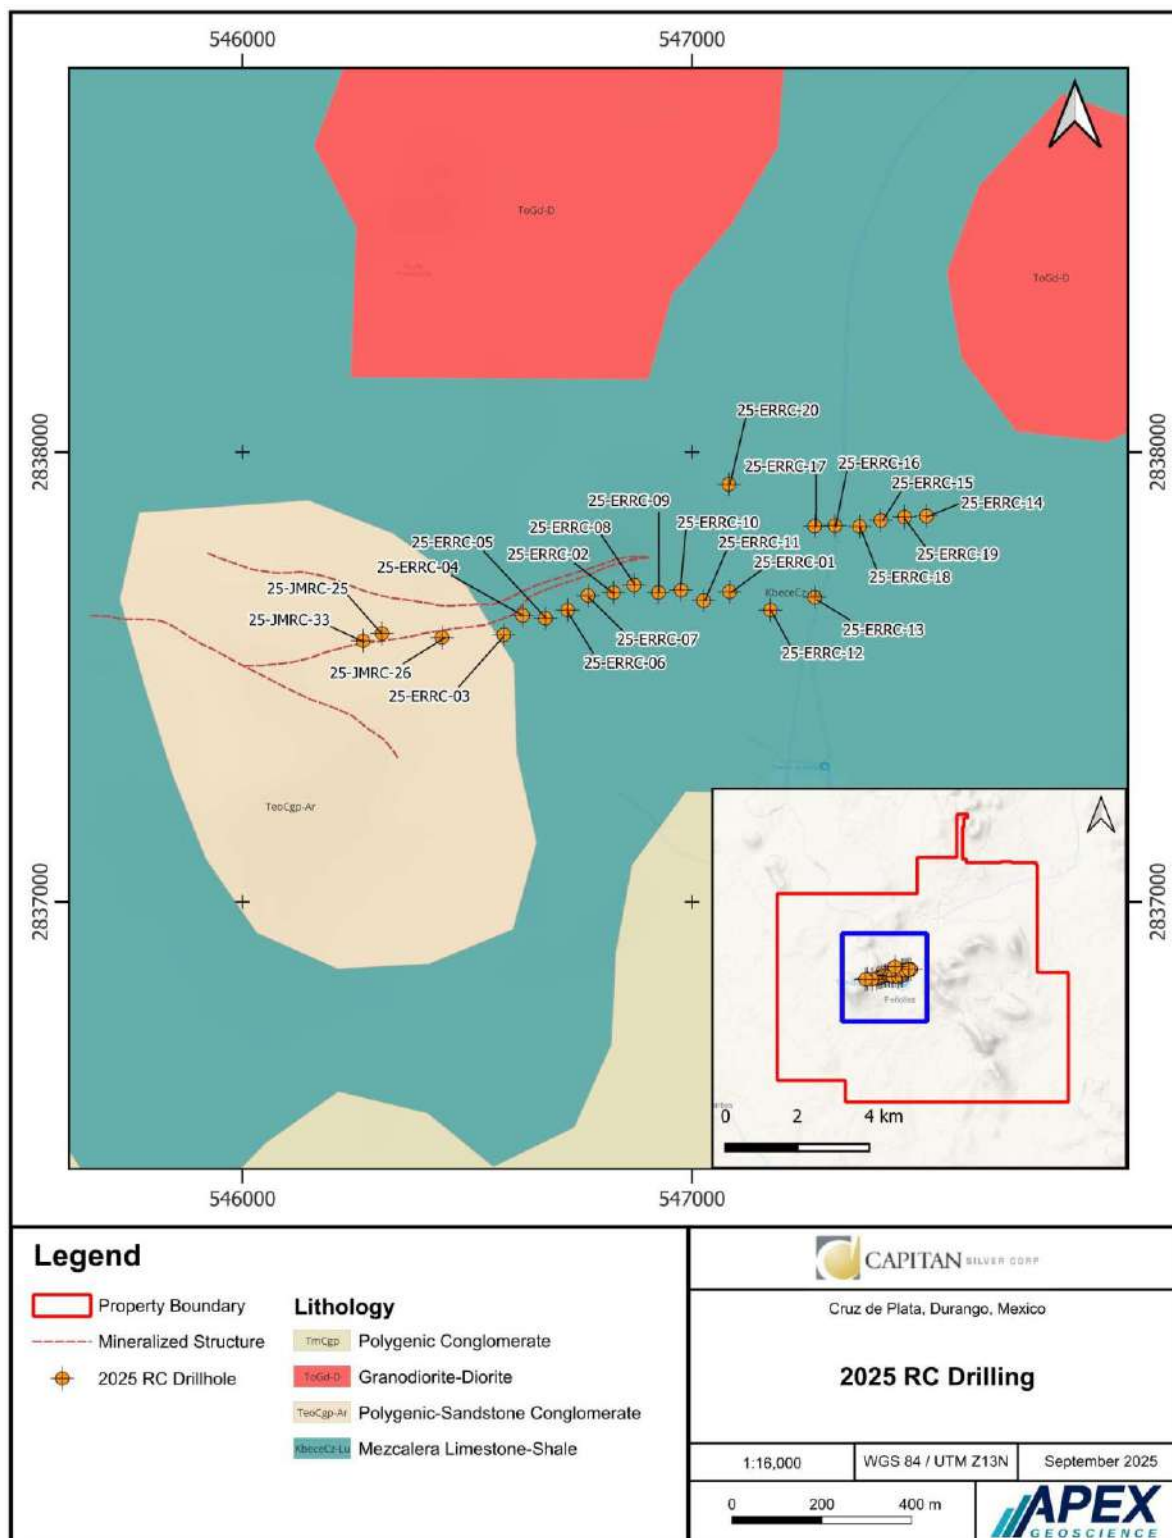 546000
547000
ToGd-D
ToGd-D
2838000
2838000
25-ERRC-20
25-ERRC-17
25-ERRC-16
25-ERRC-15
25-ERRC-14
25-ERRC-09
25-ERRC-08
25-ERRC-10
25-ERRC-05
25-ERRC-02
25-ERRC-11
25-ERRC-01
25-ERRC-19
25-ERRC-04
25-ERRC-18
25-JMRC-25
KbeceCz-Lu
25-JMRC-33
25-ERRC-07
25-ERRC-13
25-ERRC-06
25-ERRC-12
25-JMRC-26
25-ERRC-03
TeoCgp-Ar
2837000
2837000
Peñoles
0 2 4 km
546000
547000
Legend
Property Boundary
Mineralized Structure
2025 RC Drillhole
Lithology
TmCgp Polygenic Conglomerate
ToGd-D Granodiorite-Diorite
TeoCgp-Ar Polygenic-Sandstone Conglomerate
KbeceCz-Lu Mezcalera Limestone-Shale
CAPITAN SILVER CORP
Cruz de Plata, Durango, Mexico
2025 RC Drilling
1:16,000
WGS 84 / UTM Z13N
September 2025
0 200 400 m
APEX
GEOSCIENCE